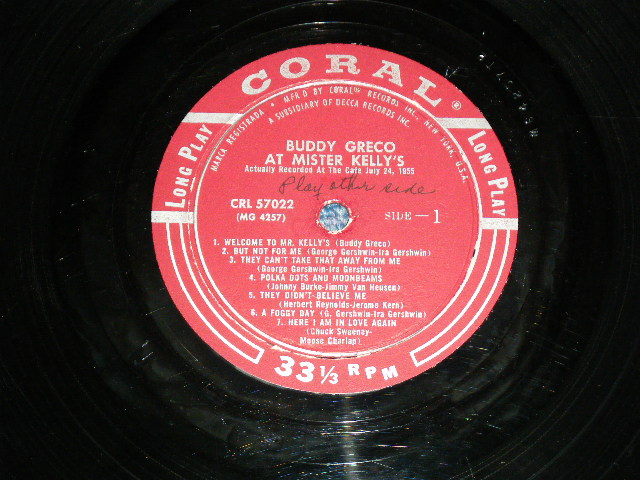 CORAL®
MARCA REGISTRADA • MFR'D BY CORAL RECORDS INC., NEW YORK, U.S.A.
A SUBSIDIARY OF DECCA RECORDS INC.
LONG PLAY
LONG PLAY
BUDDY GRECO
AT MISTER KELLY'S
Actually Recorded At The Cafe July 24, 1955
Play other side
CRL 57022
(MG 4257)
SIDE — 1
1. WELCOME TO MR. KELLY'S (Buddy Greco)
2. BUT NOT FOR ME (George Gershwin-Ira Gershwin)
3. THEY CAN'T TAKE THAT AWAY FROM ME
(George Gershwin-Ira Gershwin)
4. POLKA DOTS AND MOONBEAMS
(Johnny Burke-Jimmy Van Heusen)
5. THEY DIDN'T BELIEVE ME
(Herbert Reynolds-Jerome Kern)
6. A FOGGY DAY (G. Gershwin-Ira Gershwin)
7. HERE I AM IN LOVE AGAIN
(Chuck Sweeney-
Moose Charlap)
33 1/3 RPM